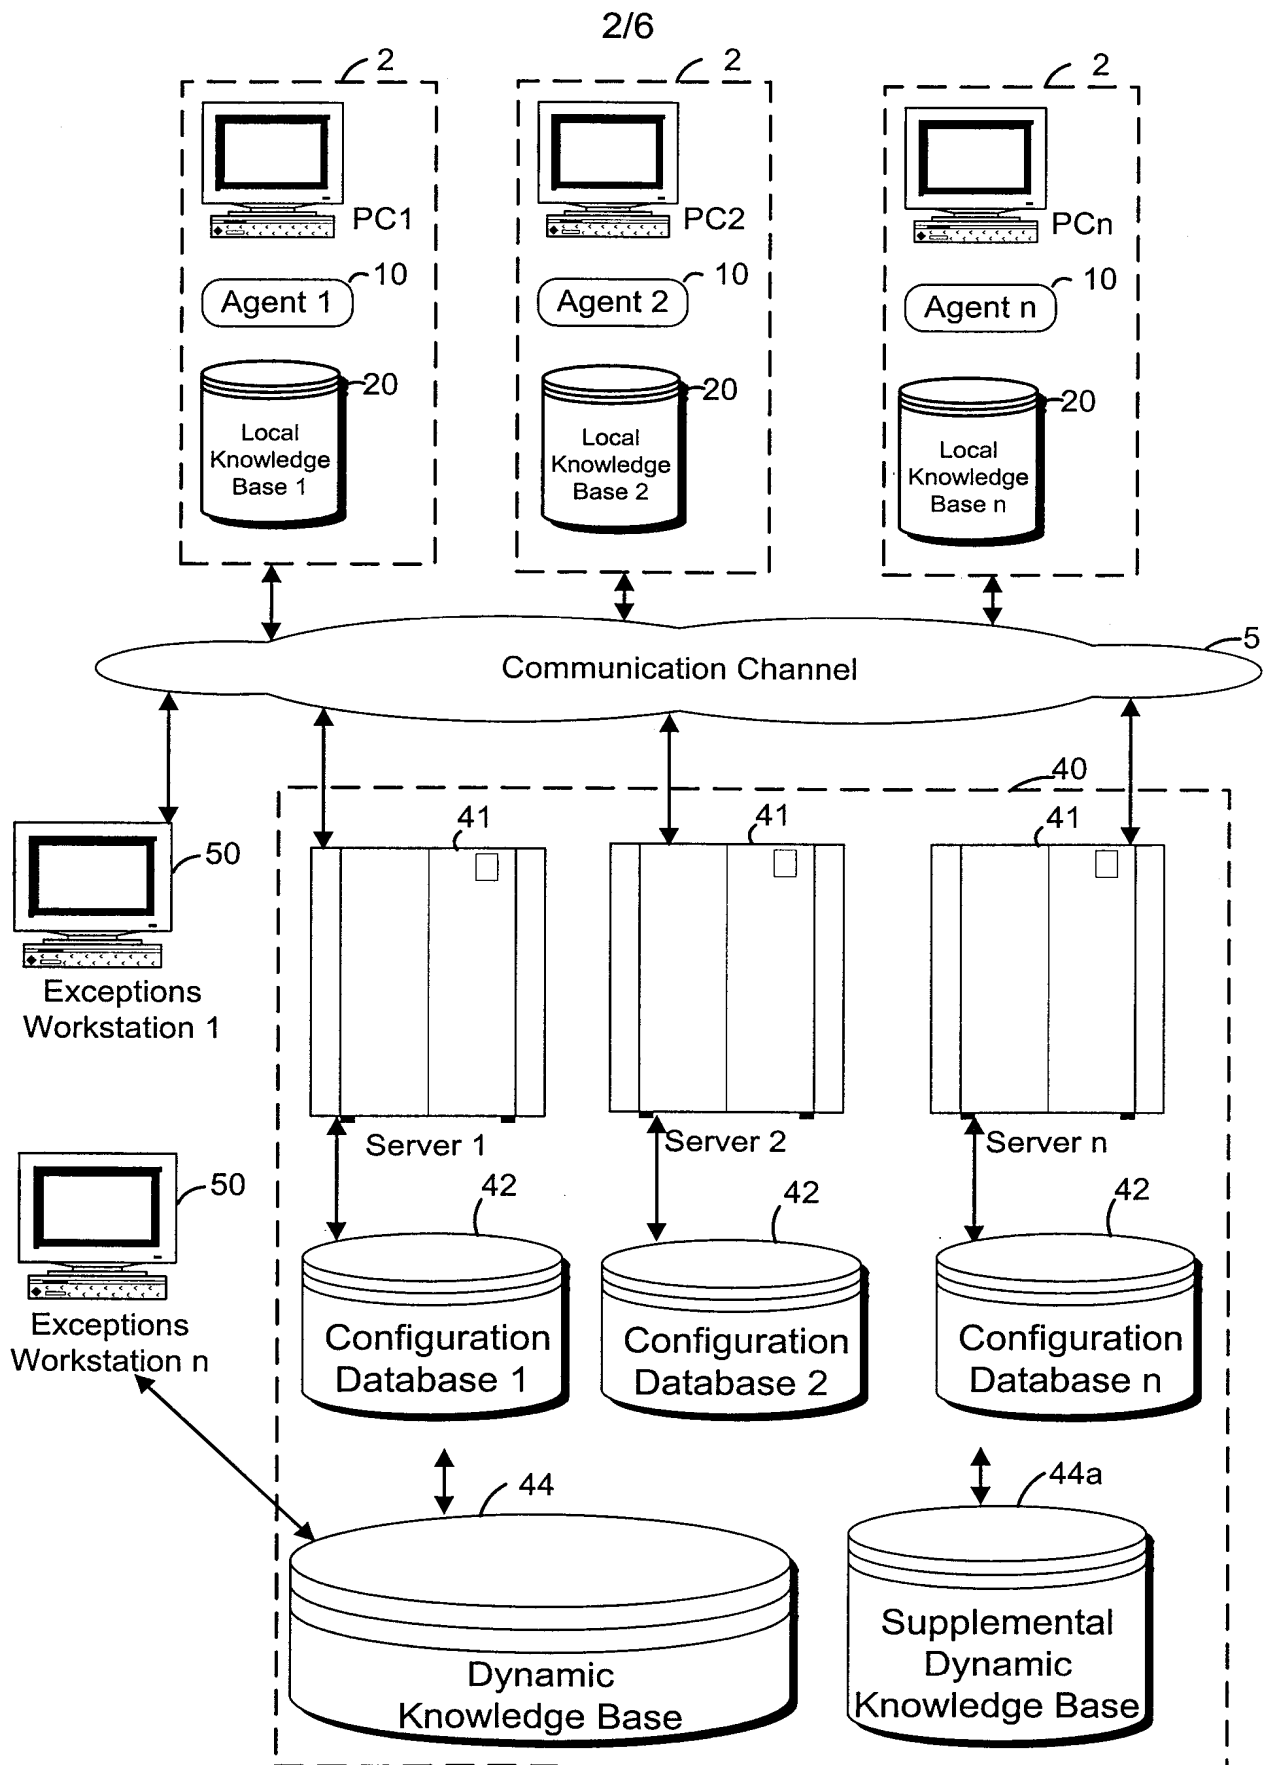 2/6
2
2
2
PC1
PC2
PCn
10
10
10
Agent 1
Agent 2
Agent n
20
20
20
Local
Knowledge
Base 1
Local
Knowledge
Base 2
Local
Knowledge
Base n
5
Communication Channel
40
41
41
41
50
Exceptions
Workstation 1
Server 1
Server 2
Server n
50
42
42
42
Exceptions
Workstation n
Configuration
Database 1
Configuration
Database 2
Configuration
Database n
44
44a
Dynamic
Knowledge Base
Supplemental
Dynamic
Knowledge Base